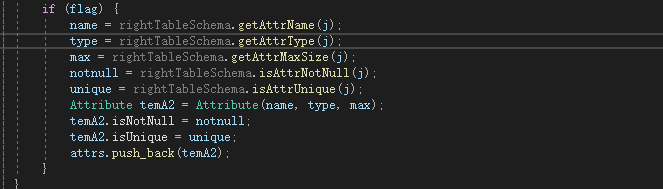 if (flag) {
name = rightTableSchema.getAttrName(j);
type = rightTableSchema.getAttrType(j);
max = rightTableSchema.getAttrMaxSize(j);
notnull = rightTableSchema.isAttrNotNull(j);
unique = rightTableSchema.isAttrUnique(j);
Attribute temA2 = Attribute(name, type, max);
temA2.isNotNull = notnull;
temA2.isUnique = unique;
attrs.push_back(temA2);
}
}